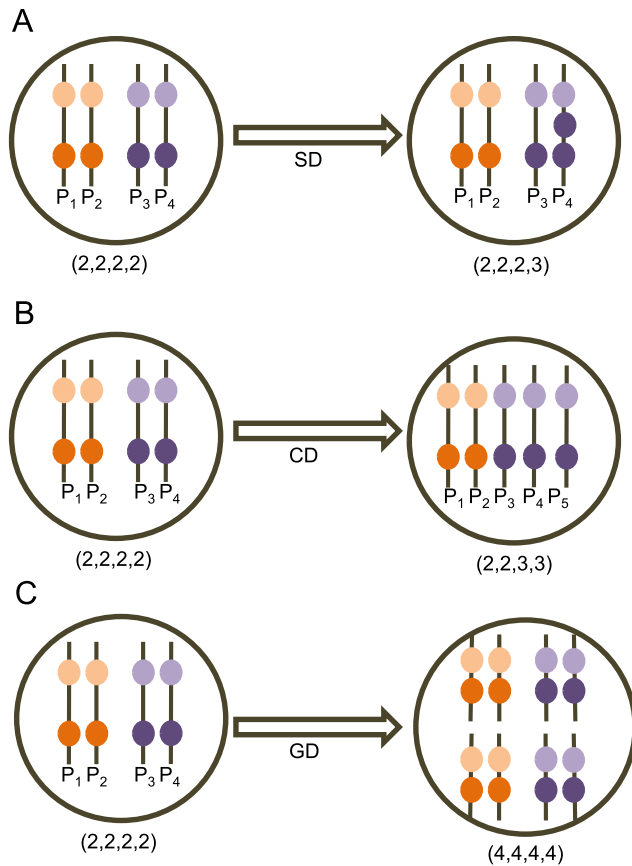 A
SD
P1 P2 P3 P4
P1 P2 P3 P4
(2,2,2,2)
(2,2,2,3)
B
CD
P1 P2 P3 P4
P1 P2 P3 P4 P5
(2,2,2,2)
(2,2,3,3)
C
GD
P1 P2 P3 P4
(2,2,2,2)
(4,4,4,4)